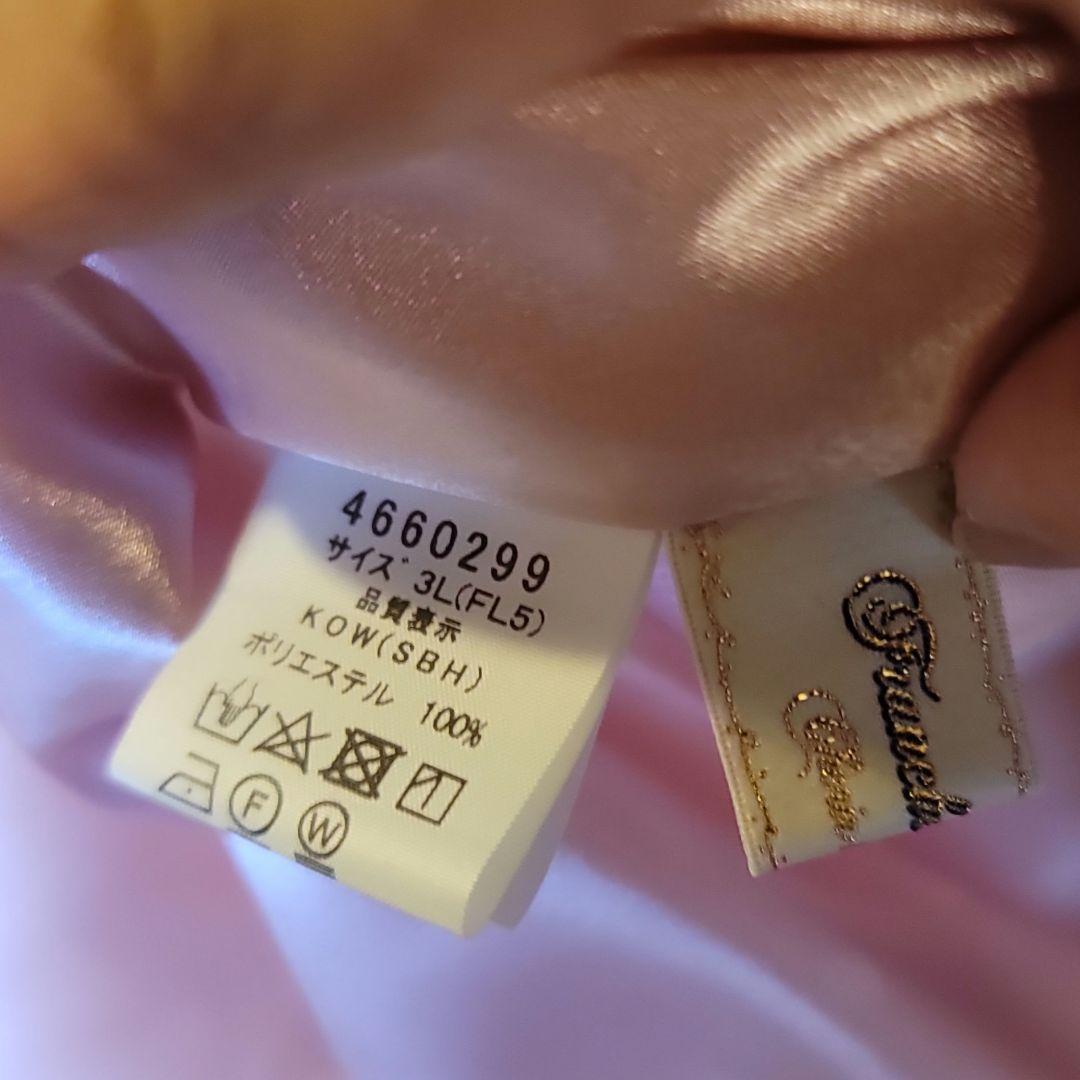 4660299
サイズ 3L(FL5)
品質表示
KOW(SBH)
ポリエステル 100%
F
W